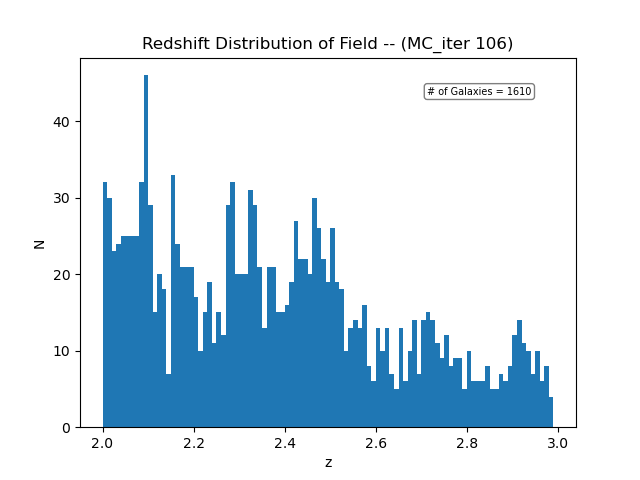 Redshift Distribution of Field -- (MC_iter 106)
# of Galaxies = 1610
40
30
20
10
0
N
2.0 2.2 2.4 2.6 2.8 3.0
z